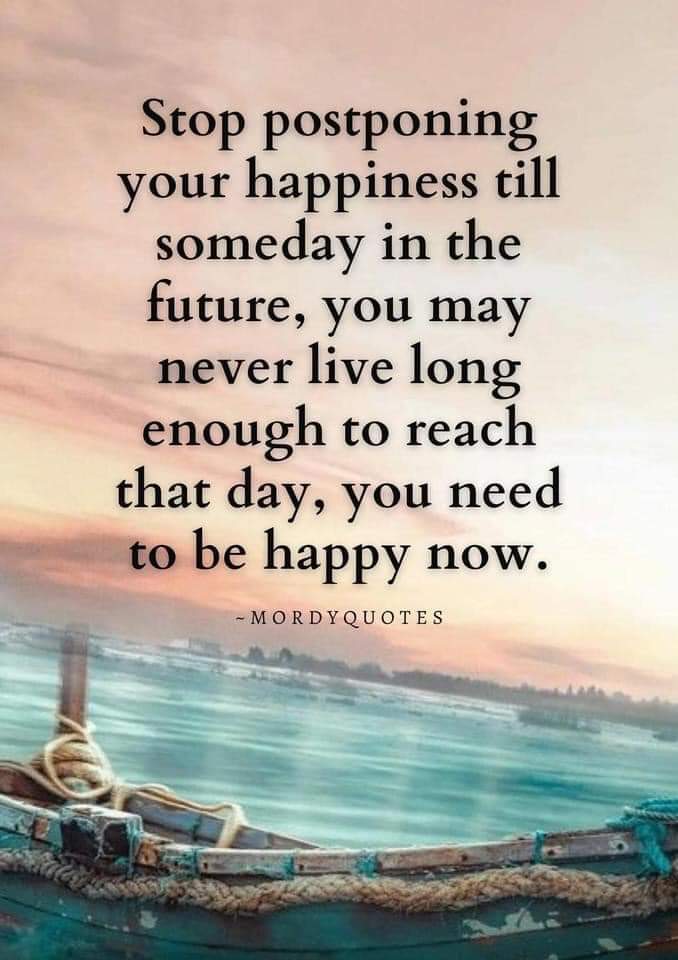 Stop postponing
your happiness till
someday in the
future, you may
never live long
enough to reach
that day, you need
to be happy now.
~MORDYQUOTES